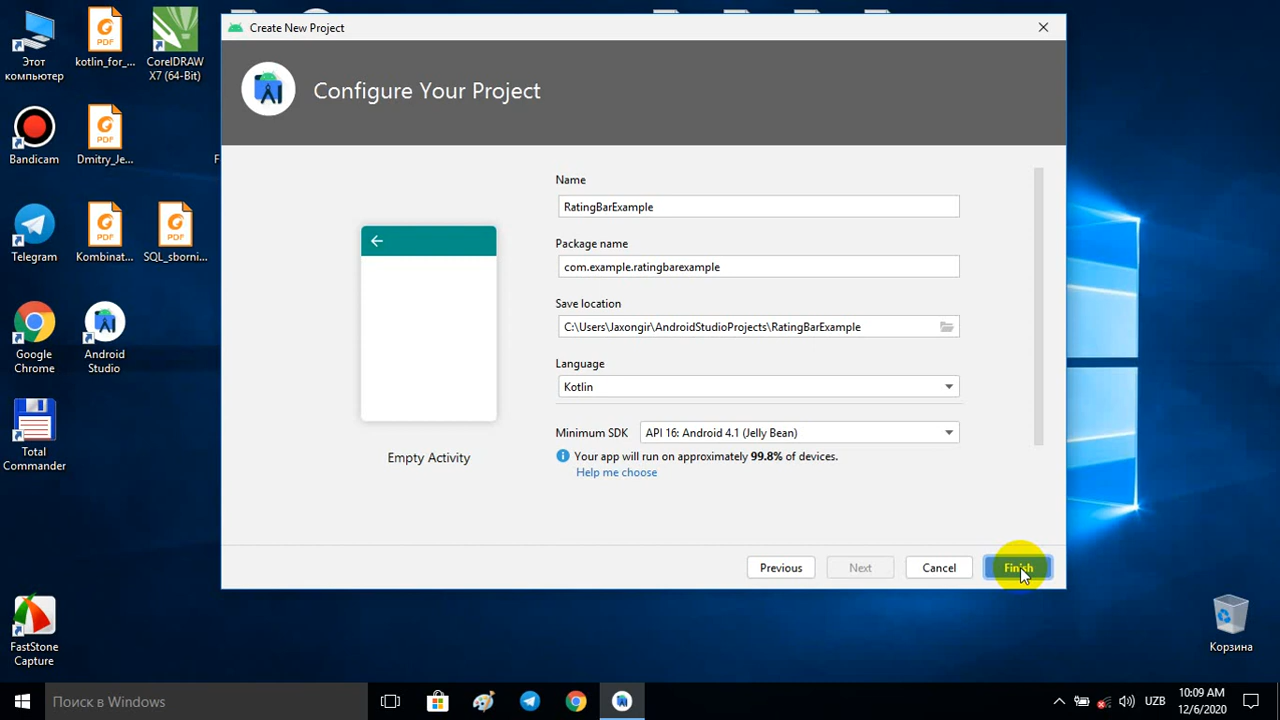 Create New Project
Configure Your Project
Name
RatingBarExample
Package name
com.example.ratingbarexample
Save location
C:\Users\Jaxongir\AndroidStudioProjects\RatingBarExample
Language
Kotlin
Minimum SDK
API 16: Android 4.1 (Jelly Bean)
Your app will run on approximately 99.8% of devices.
Help me choose
Empty Activity
Previous
Next
Cancel
Finish
Этот
компьютер
PDF
kotlin_for_...
CorelDRAW
X7 (64-Bit)
Bandicam
PDF
Dmitry_Je...
F
Telegram
PDF
Kombinat...
PDF
SQL_sborni...
Google
Chrome
Android
Studio
Total
Commander
FastStone
Capture
Корзина
Поиск в Windows
UZB
10:09 AM
12/6/2020